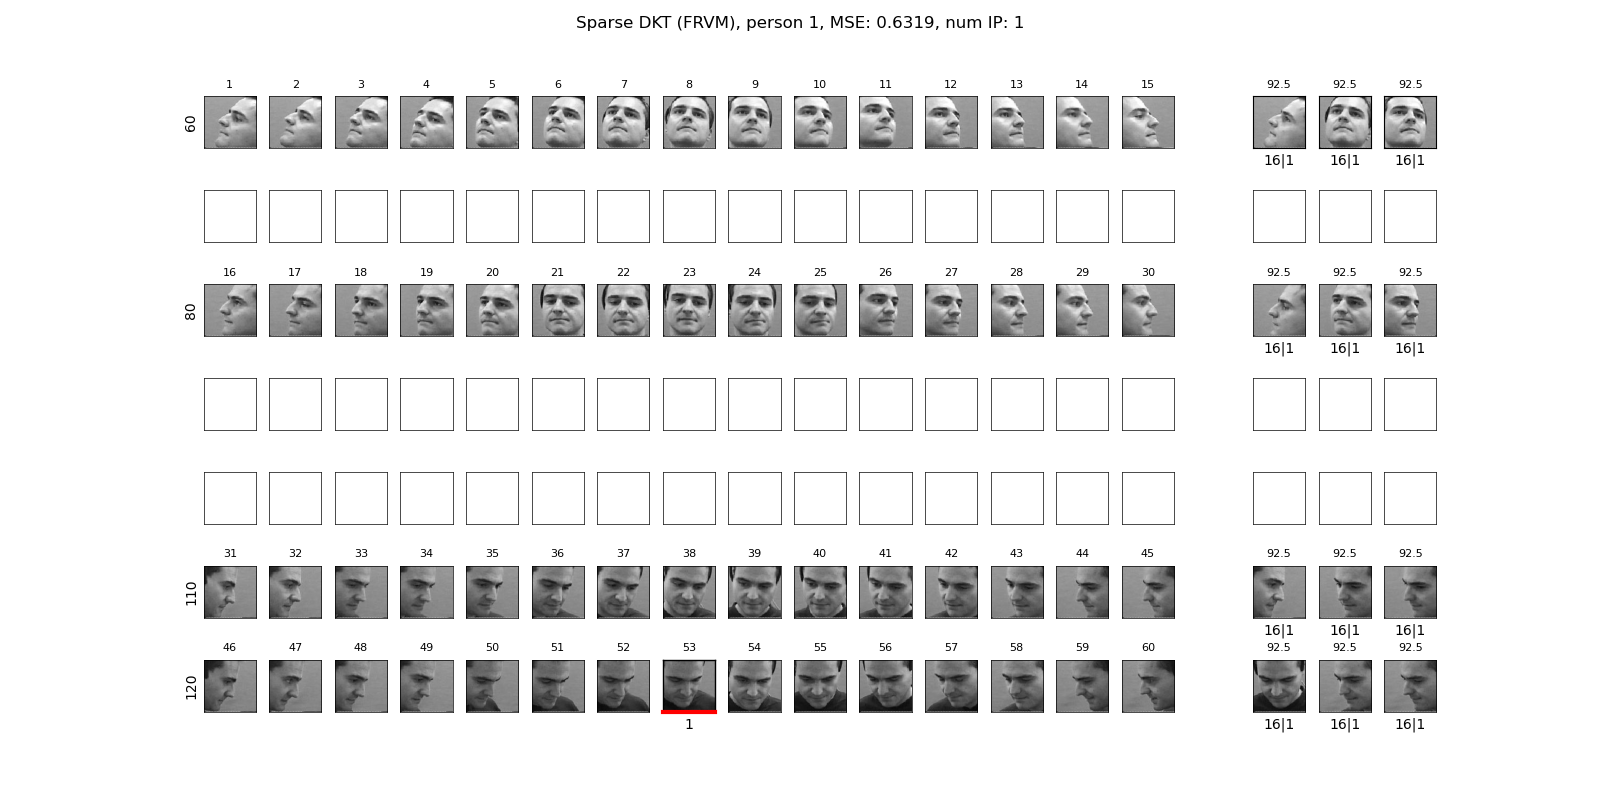 Sparse DKT (FRVM), person 1, MSE: 0.6319, num IP: 1
1 2 3 4 5 6 7 8 9 10 11 12 13 14 15 92.5 92.5 92.5
60
16|1 16|1 16|1
16 17 18 19 20 21 22 23 24 25 26 27 28 29 30 92.5 92.5 92.5
80
16|1 16|1 16|1
31 32 33 34 35 36 37 38 39 40 41 42 43 44 45 92.5 92.5 92.5
110
16|1 16|1 16|1
46 47 48 49 50 51 52 53 54 55 56 57 58 59 60 92.5 92.5 92.5
120
1 16|1 16|1 16|1